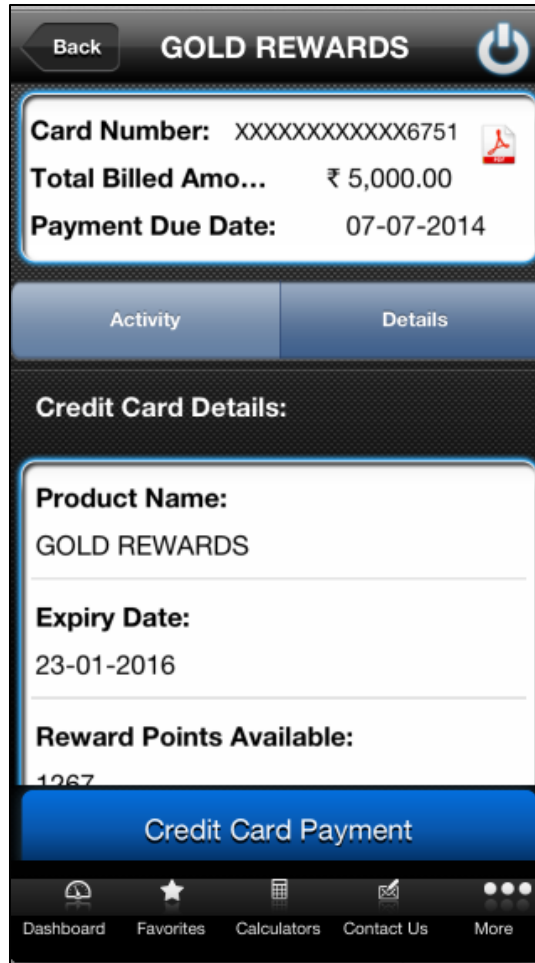 Back
GOLD REWARDS
Card Number: XXXXXXXXXXXX6751
PDF
Total Billed Amo... ₹ 5,000.00
Payment Due Date: 07-07-2014
Activity Details
Credit Card Details:
Product Name:
GOLD REWARDS
Expiry Date:
23-01-2016
Reward Points Available:
1267
Credit Card Payment
Dashboard Favorites Calculators Contact Us More